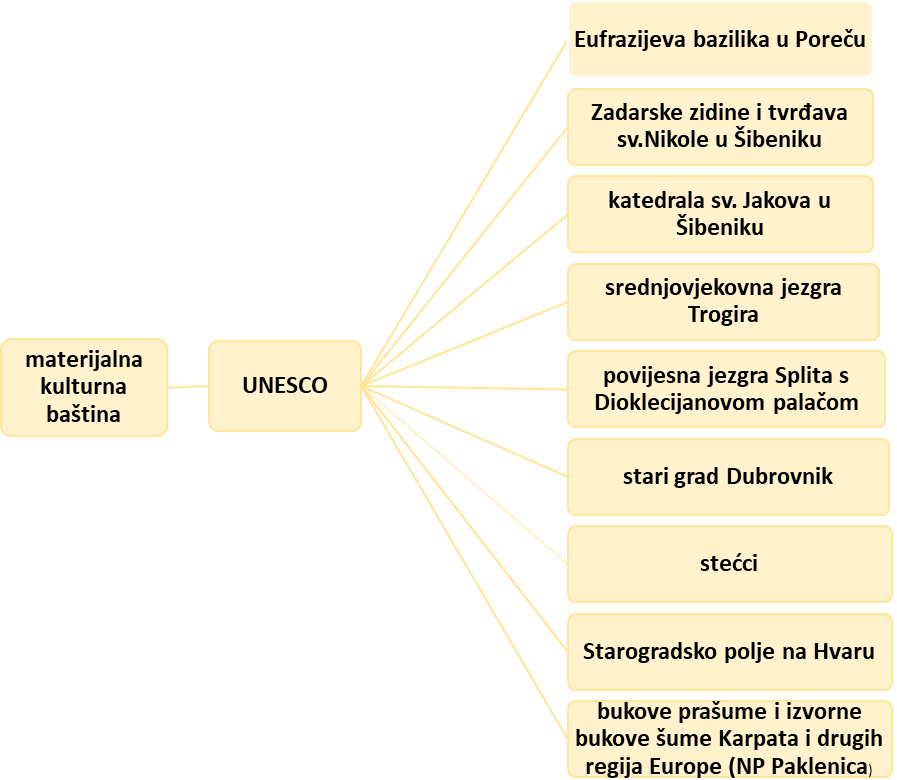 materijalna
kulturna
baština
UNESCO
Eufrazijeva bazilika u Poreču
Zadarske zidine i tvrđava
sv.Nikole u Šibeniku
katedrala sv. Jakova u
Šibeniku
srednjovjekovna jezgra
Trogira
povijesna jezgra Splita s
Dioklecijanovom palačom
stari grad Dubrovnik
stećci
Starogradsko polje na Hvaru
bukove prašume i izvorne
bukove šume Karpata i drugih
regija Europe (NP Paklenica)